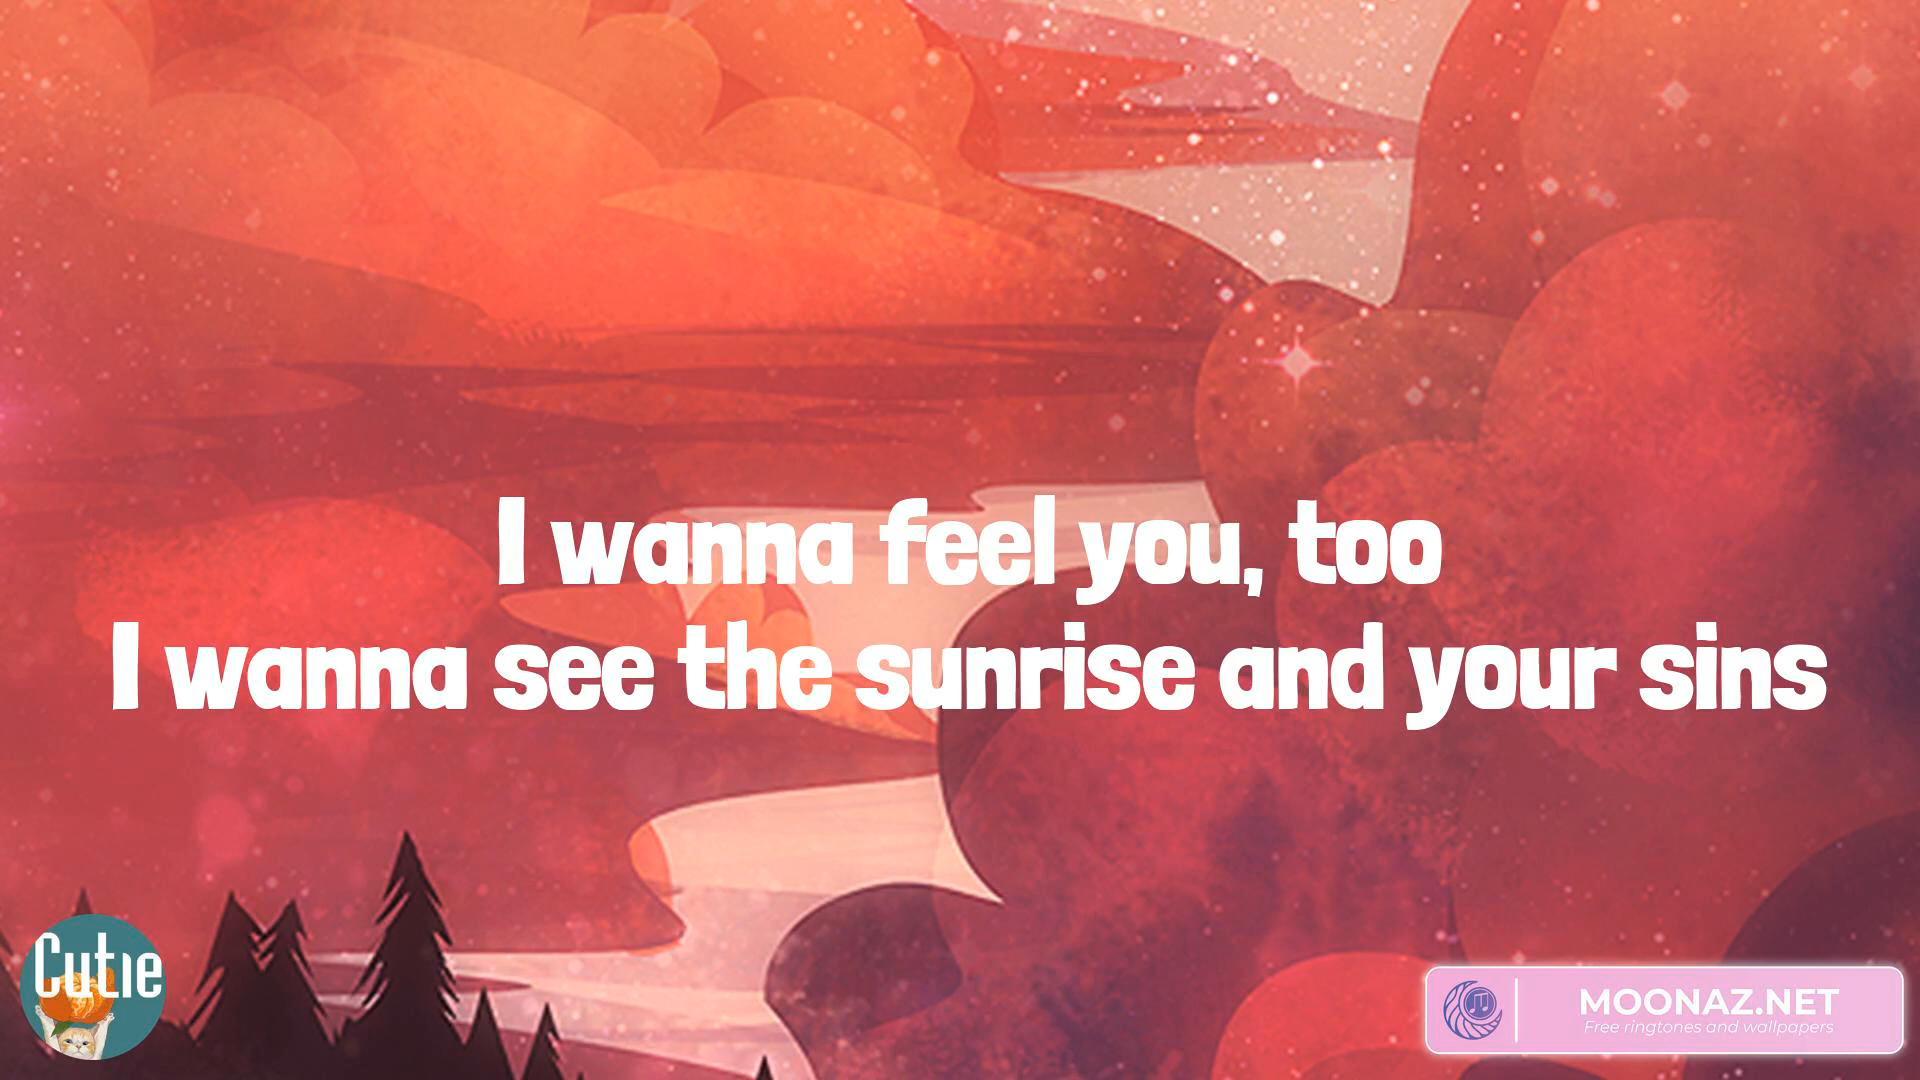 I wanna feel you, too
I wanna see the sunrise and your sins
Cutie
MOONAZ.NET
Free ringtones and wallpapers